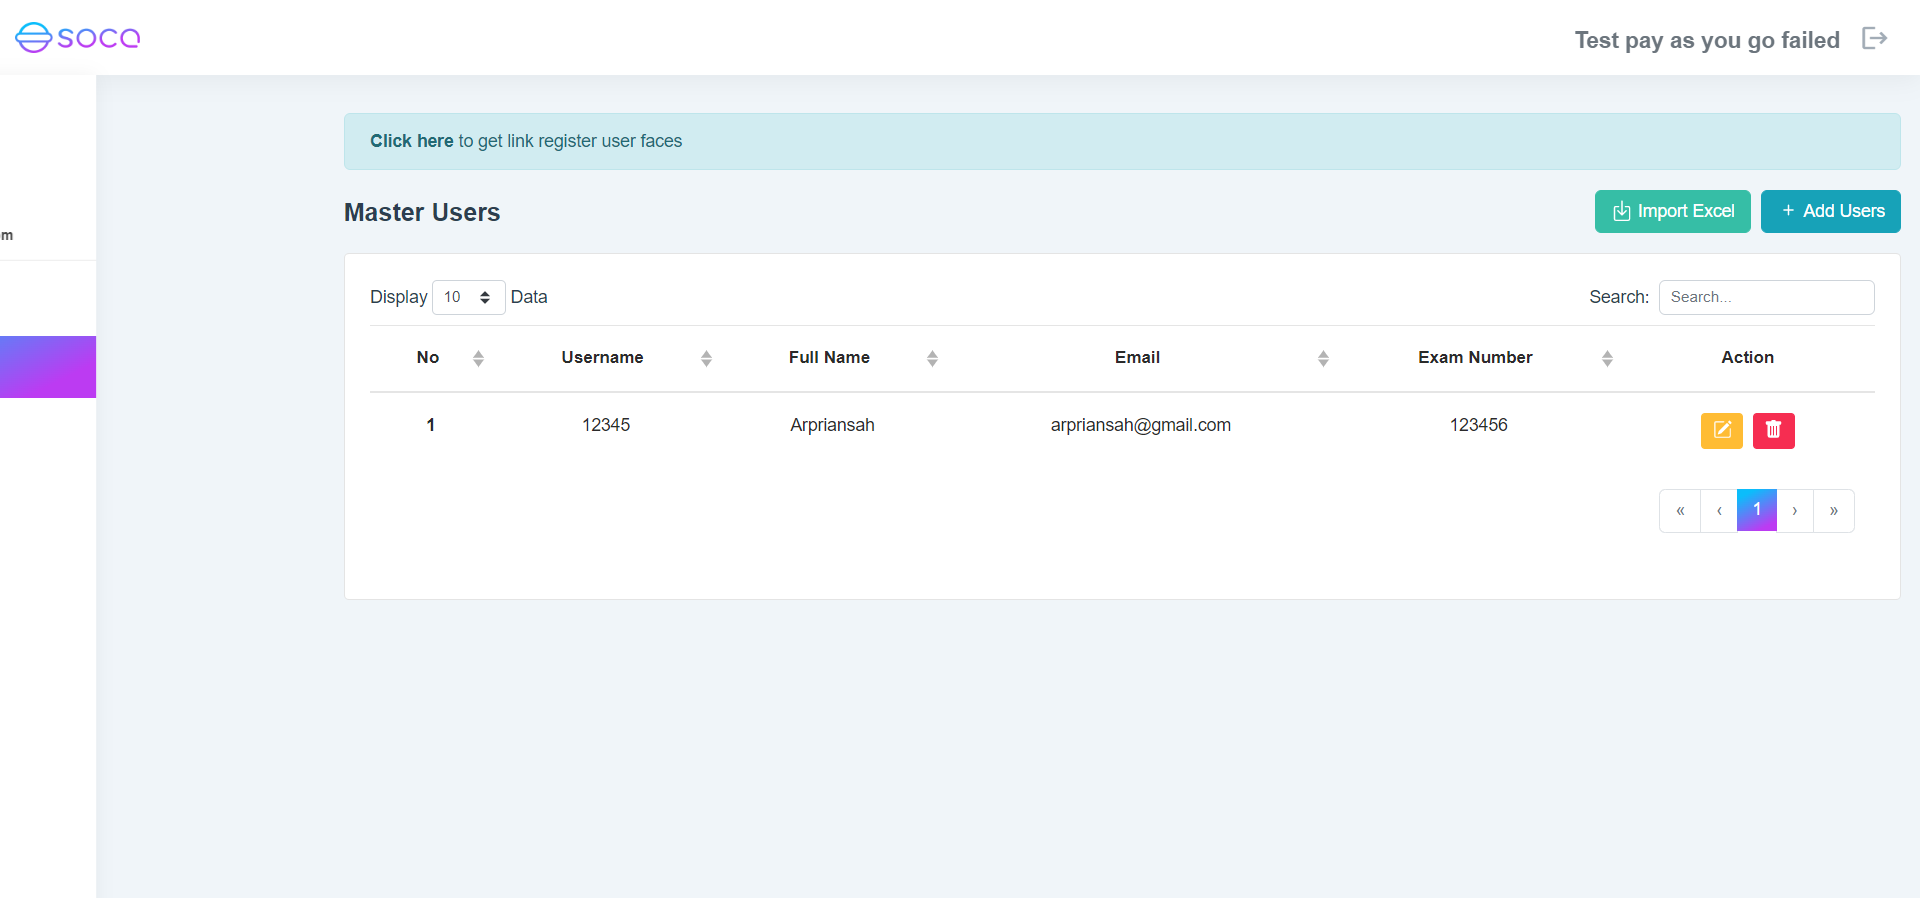 soca
Test pay as you go failed
Click here to get link register user faces
Master Users
Import Excel
+ Add Users
m
Display 10 Data
Search: Search...
No Username Full Name Email Exam Number Action
1 12345 Arpriansah arpriansah@gmail.com 123456
« ‹ 1 › »